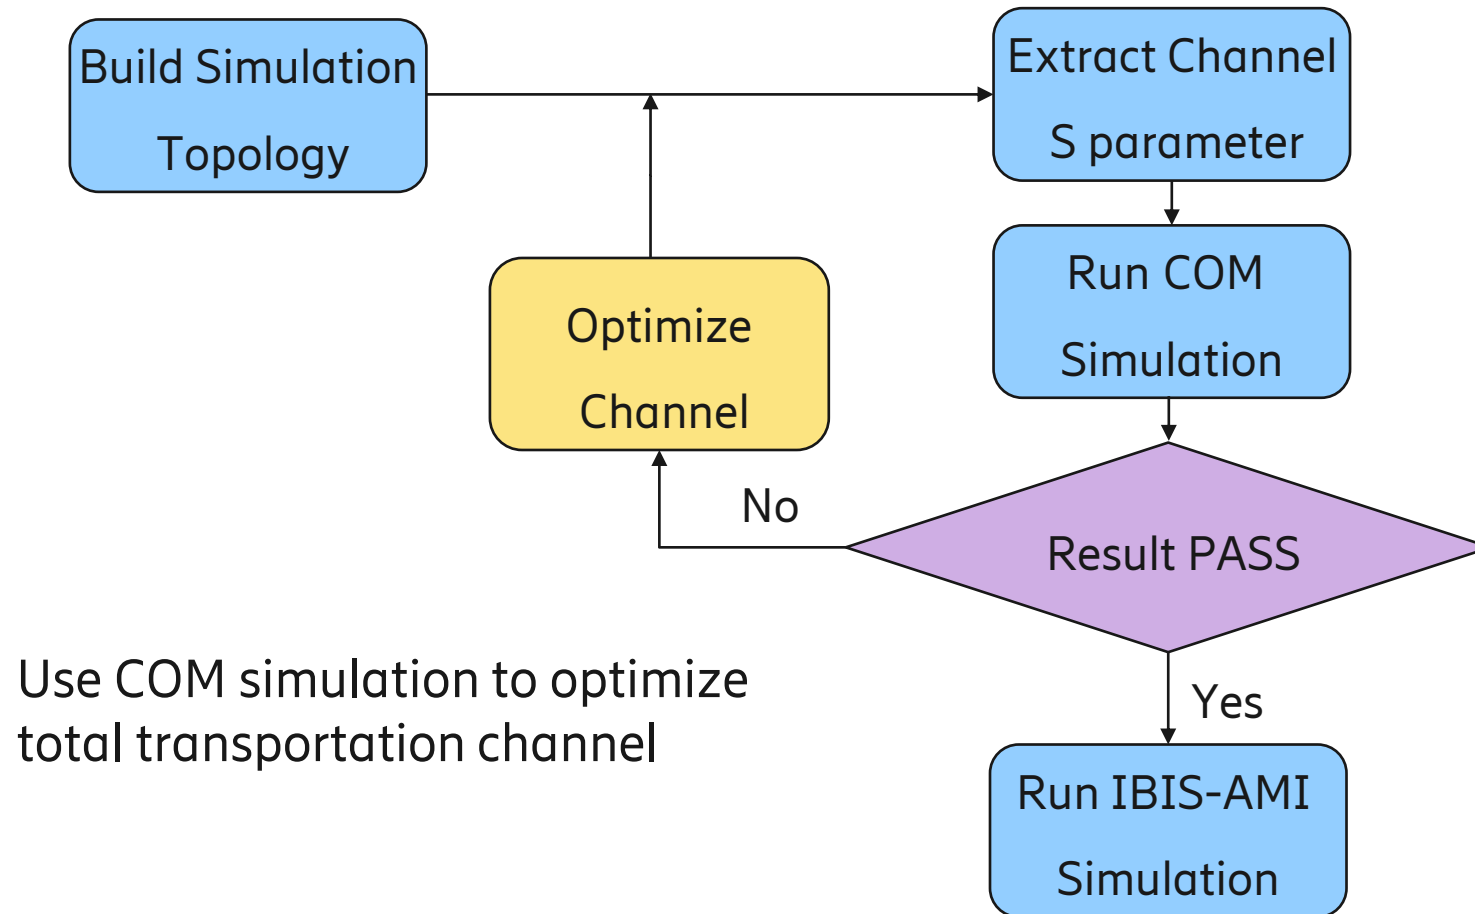 Build Simulation
Topology
Extract Channel
S parameter
Run COM
Simulation
Optimize
Channel
No
Result PASS
Yes
Use COM simulation to optimize
total transportation channel
Run IBIS-AMI
Simulation